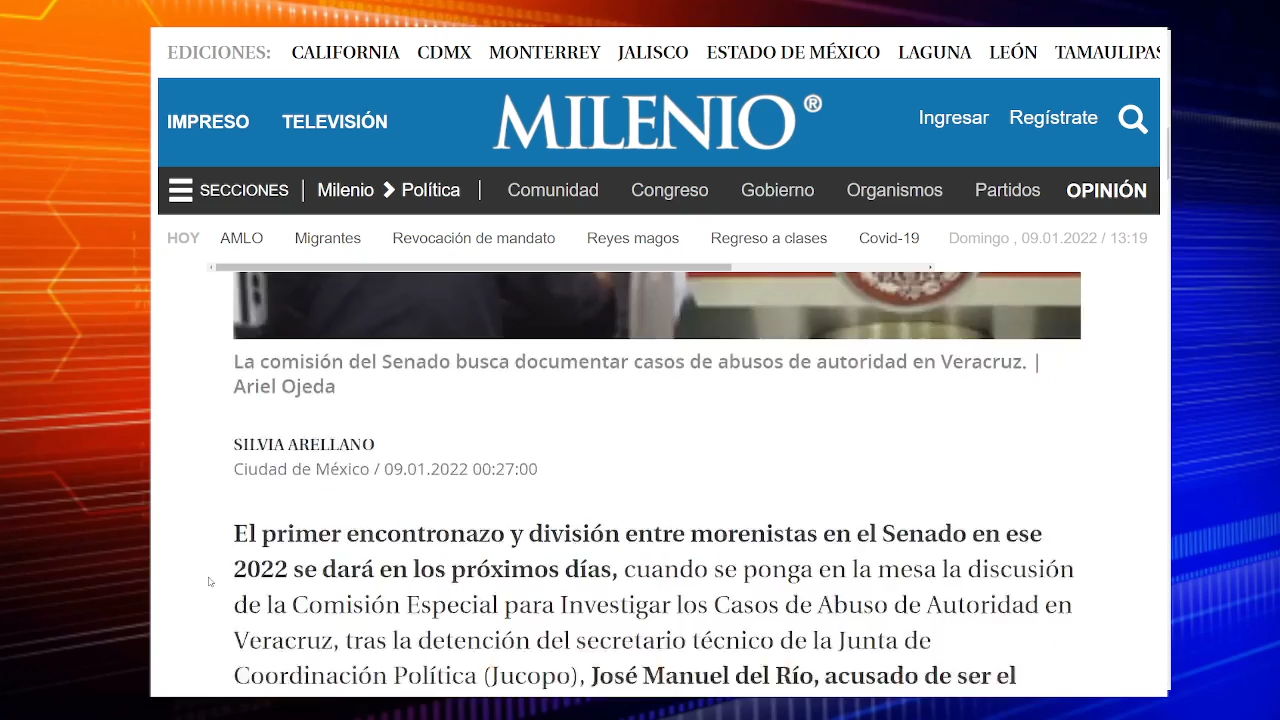 EDICIONES: CALIFORNIA CDMX MONTERREY JALISCO ESTADO DE MÉXICO LAGUNA LEÓN TAMAULIPAS
IMPRESO TELEVISIÓN MILENIO® Ingresar Regístrate
SECCIONES | Milenio > Política | Comunidad Congreso Gobierno Organismos Partidos OPINIÓN
HOY AMLO Migrantes Revocación de mandato Reyes magos Regreso a clases Covid-19 Domingo , 09.01.2022 / 13:19
La comisión del Senado busca documentar casos de abusos de autoridad en Veracruz. |
Ariel Ojeda
SILVIA ARELLANO
Ciudad de México / 09.01.2022 00:27:00
El primer encontronazo y división entre morenistas en el Senado en ese
2022 se dará en los próximos días, cuando se ponga en la mesa la discusión
de la Comisión Especial para Investigar los Casos de Abuso de Autoridad en
Veracruz, tras la detención del secretario técnico de la Junta de
Coordinación Política (Jucopo), José Manuel del Río, acusado de ser el